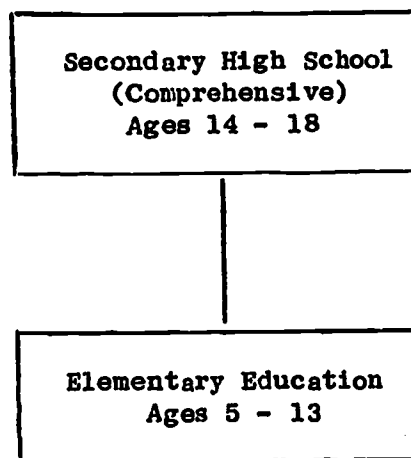 Secondary High School
(Comprehensive)
Ages 14 - 18
Elementary Education
Ages 5 - 13